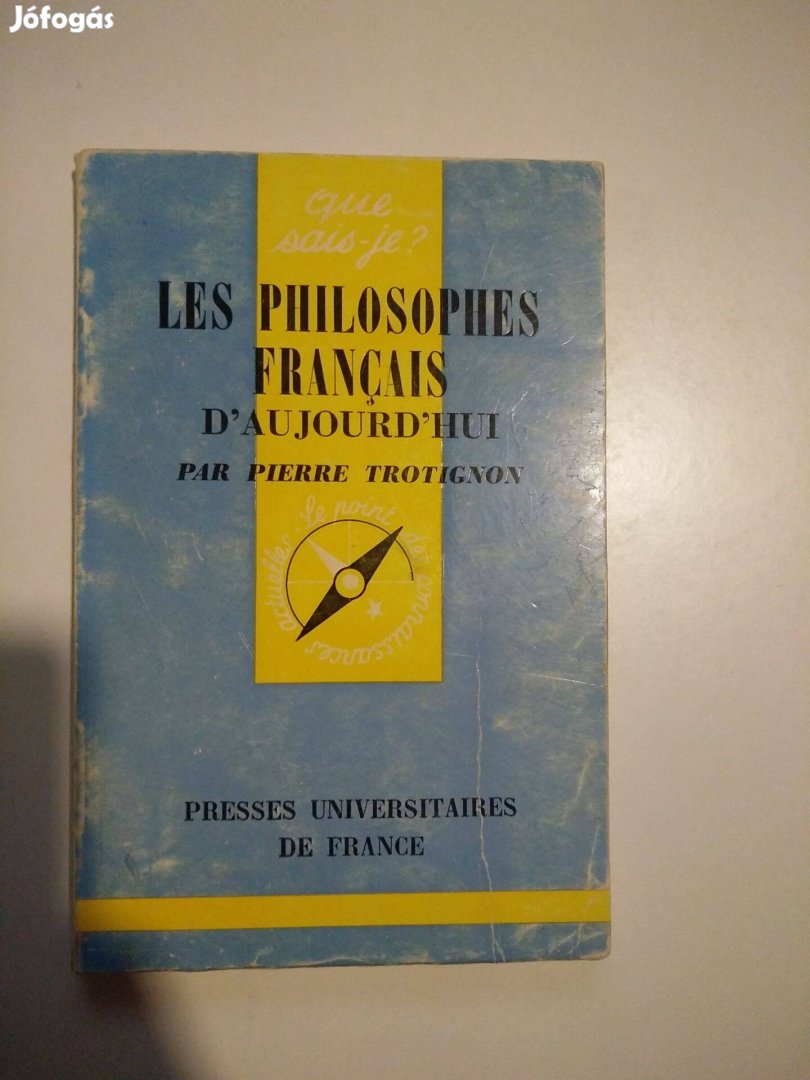 Jófogás
que
sais-je?
LES PHILOSOPHES
FRANÇAIS
D'AUJOURD'HUI
PAR PIERRE TROTIGNON
Le point des connaissances actuelles
PRESSES UNIVERSITAIRES
DE FRANCE